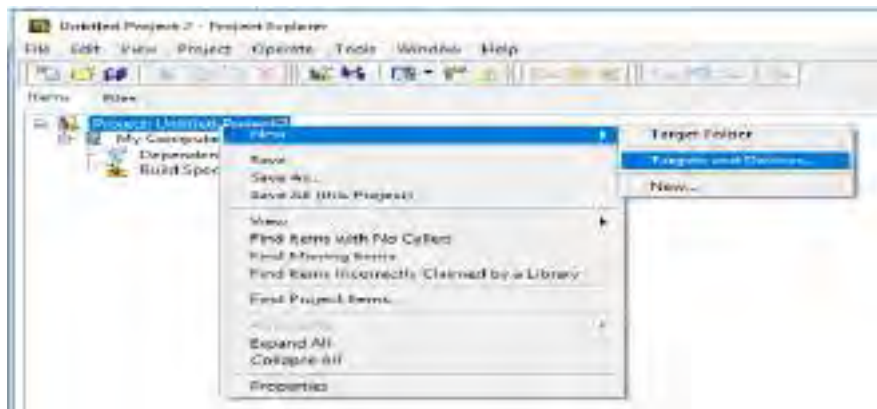 Untitled Project 2 - Project Explorer
File Edit View Project Operate Tools Window Help
Items Files
Project: Untitled Project 2
My Computer
Dependen
Build Spec
New
Save
Save As...
Save All (this Project)
View
Find Items with No Callers
Find Missing Items
Find Items Incorrectly Claimed by a Library
Find Project Items...
Expand All
Collapse All
Properties
Target Folder
Targets and Devices...
New...